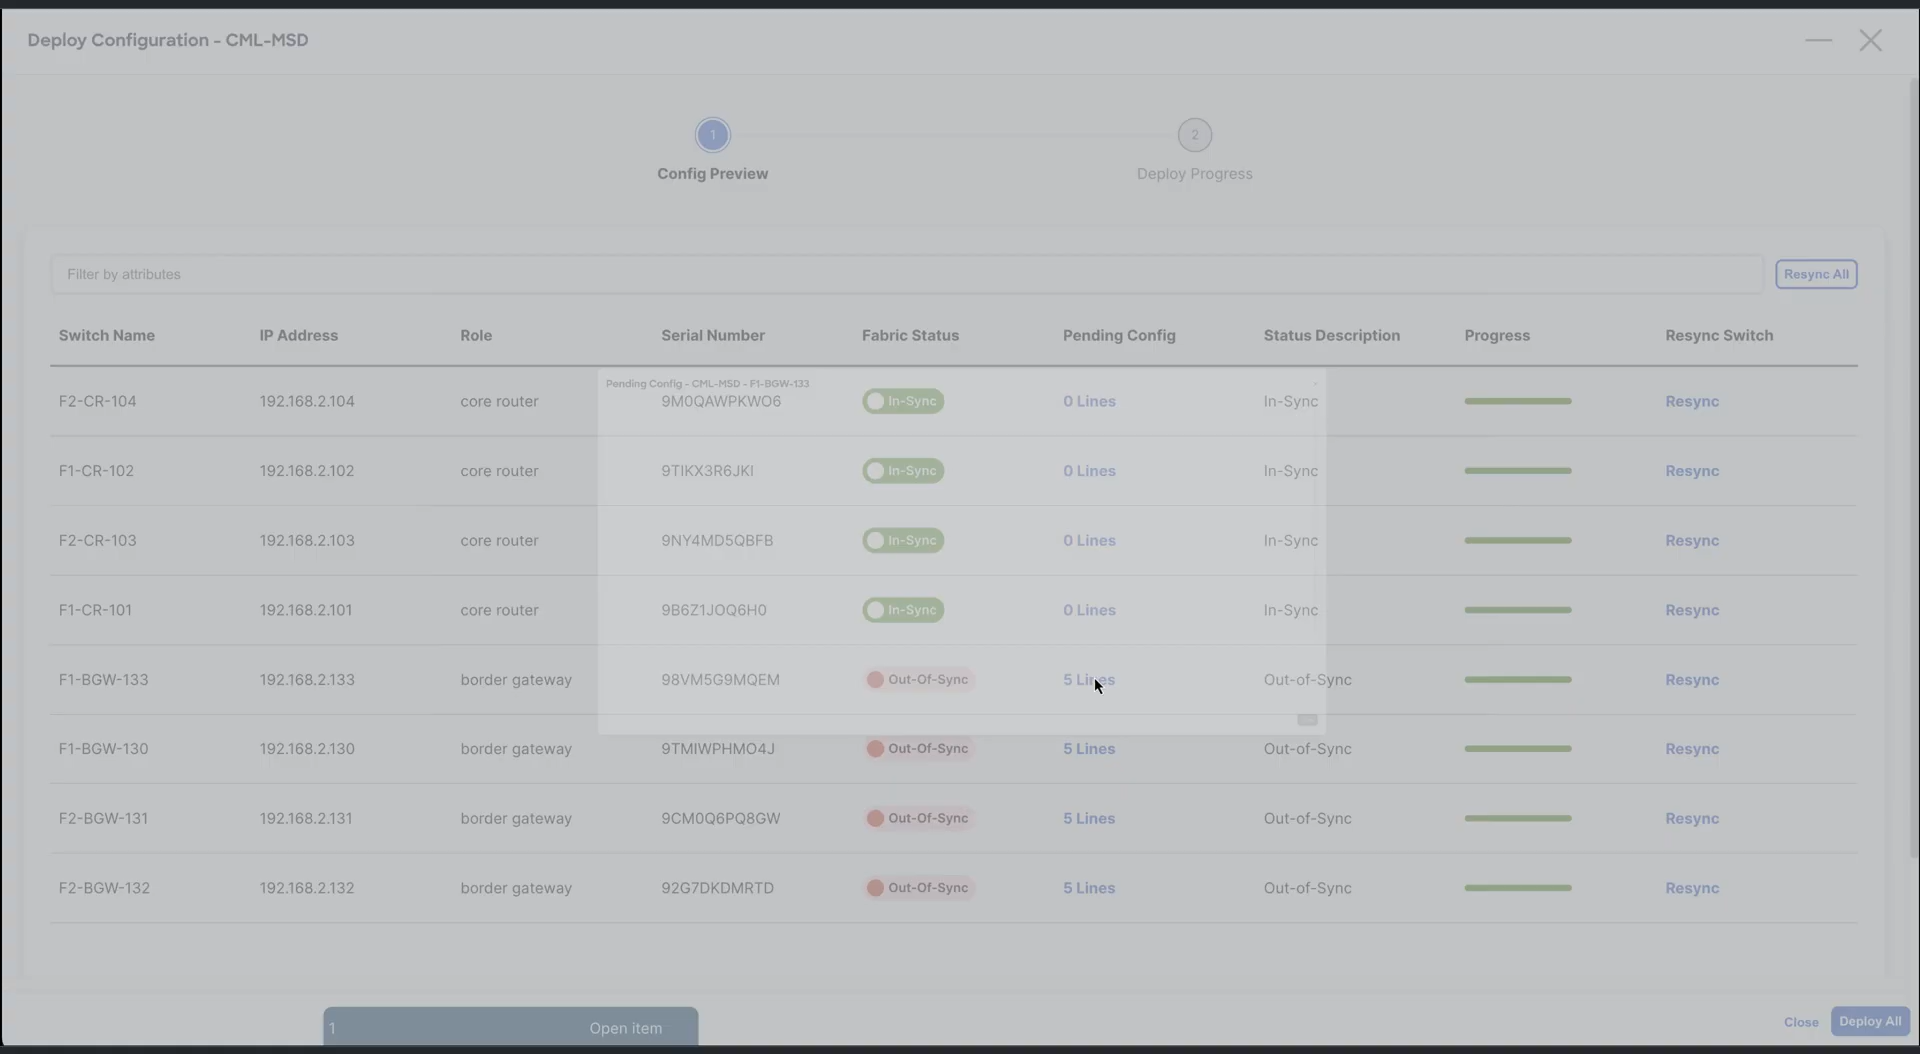 Deploy Configuration - CML-MSD
1 2
Config Preview Deploy Progress
Filter by attributes Resync All
Switch Name IP Address Role Serial Number Fabric Status Pending Config Status Description Progress Resync Switch
Pending Config - CML-MSD - F1-BGW-133
F2-CR-104 192.168.2.104 core router 9M0QAWPKWO6 In-Sync 0 Lines In-Sync Resync
F1-CR-102 192.168.2.102 core router 9TIKX3R6JKI In-Sync 0 Lines In-Sync Resync
F2-CR-103 192.168.2.103 core router 9NY4MD5QBFB In-Sync 0 Lines In-Sync Resync
F1-CR-101 192.168.2.101 core router 9B6Z1JOQ6H0 In-Sync 0 Lines In-Sync Resync
F1-BGW-133 192.168.2.133 border gateway 98VM5G9MQEM Out-Of-Sync 5 Lines Out-of-Sync Resync
F1-BGW-130 192.168.2.130 border gateway 9TMIWPHMO4J Out-Of-Sync 5 Lines Out-of-Sync Resync
F2-BGW-131 192.168.2.131 border gateway 9CM0Q6PQ8GW Out-Of-Sync 5 Lines Out-of-Sync Resync
F2-BGW-132 192.168.2.132 border gateway 92G7DKDMRTD Out-Of-Sync 5 Lines Out-of-Sync Resync
1 Open item
Close Deploy All